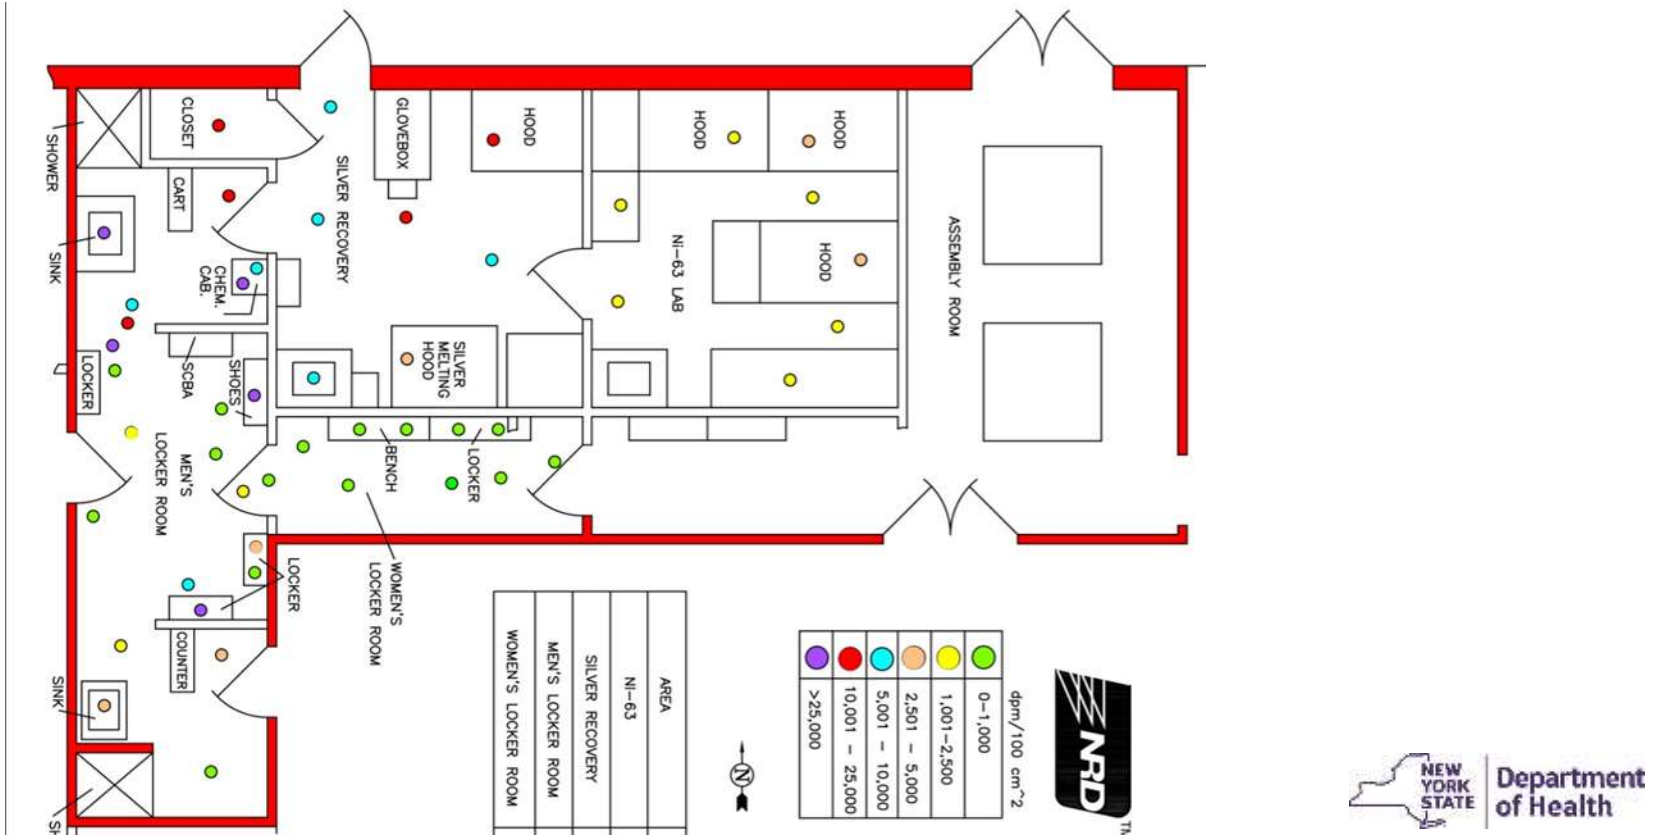 CLOSET
SHOWER
CART
SINK
CHEM.
CAB.
SCBA
SHOES
LOCKER
MEN'S
LOCKER ROOM
SILVER RECOVERY
GLOVEBOX
HOOD
SILVER
MELTING
HOOD
BENCH
LOCKER
WOMEN'S
LOCKER ROOM
LOCKER
COUNTER
SINK
SH
HOOD
HOOD
HOOD
Ni-63 LAB
ASSEMBLY ROOM
AREA
NI-63
SILVER RECOVERY
MEN'S LOCKER ROOM
WOMEN'S LOCKER ROOM
N
dpm/100 cm^2
0-1,000
1,001-2,500
2,501 - 5,000
5,001 - 10,000
10,001 - 25,000
>25,000
NRD
TM
NEW
YORK
STATE
Department
of Health